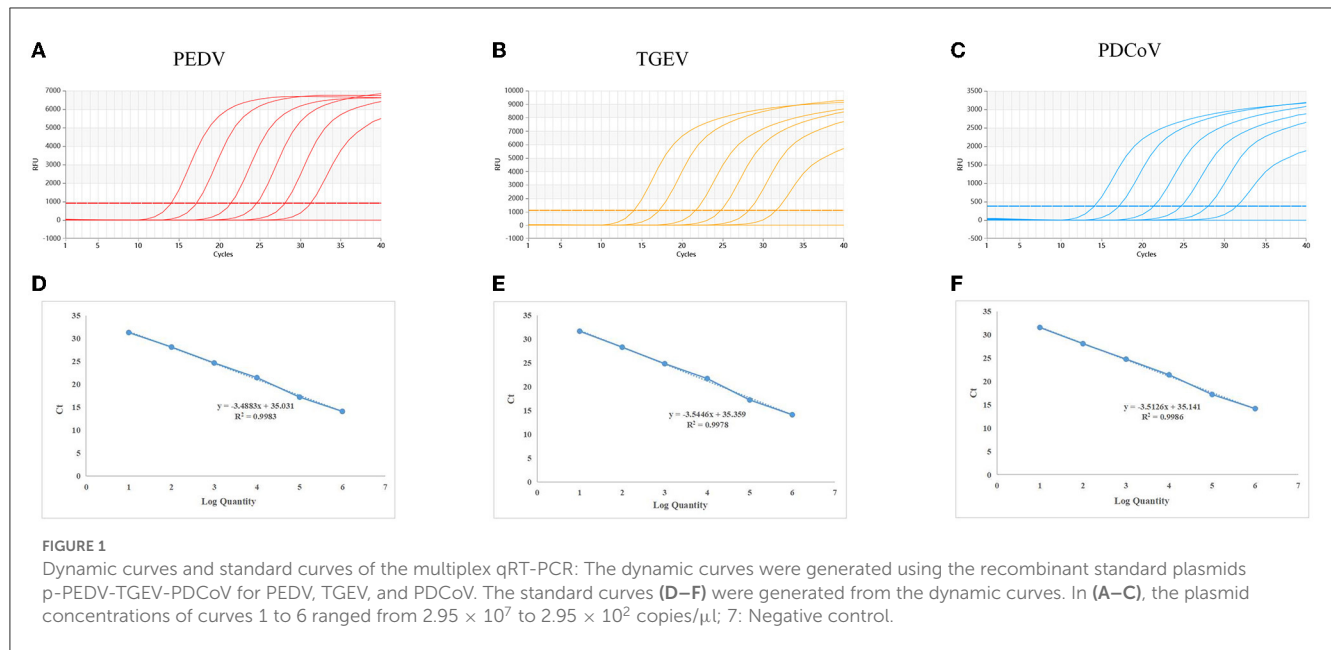 A
PEDV
B
TGEV
C
PDCoV
7000
6000
5000
4000
3000
2000
1000
0
-1000
RFU
1 5 10 15 20 25 30 35 40
Cycles
10000
9000
8000
7000
6000
5000
4000
3000
2000
1000
0
-1000
RFU
1 5 10 15 20 25 30 35 40
Cycles
3500
3000
2500
2000
1500
1000
500
0
-500
RFU
1 5 10 15 20 25 30 35 40
Cycles
D
35
30
25
20
15
10
5
0
Ct
y = -3.4883x + 35.031
R² = 0.9983
0 1 2 3 4 5 6 7
Log Quantity
E
35
30
25
20
15
10
5
0
Ct
y = -3.5446x + 35.359
R² = 0.9978
0 1 2 3 4 5 6 7
Log Quantity
F
35
30
25
20
15
10
5
0
Ct
y = -3.5126x + 35.141
R² = 0.9986
0 1 2 3 4 5 6 7
Log Quantity
FIGURE 1
Dynamic curves and standard curves of the multiplex qRT-PCR: The dynamic curves were generated using the recombinant standard plasmids
p-PEDV-TGEV-PDCoV for PEDV, TGEV, and PDCoV. The standard curves (D–F) were generated from the dynamic curves. In (A–C), the plasmid
concentrations of curves 1 to 6 ranged from 2.95 × 10⁷ to 2.95 × 10² copies/μl; 7: Negative control.